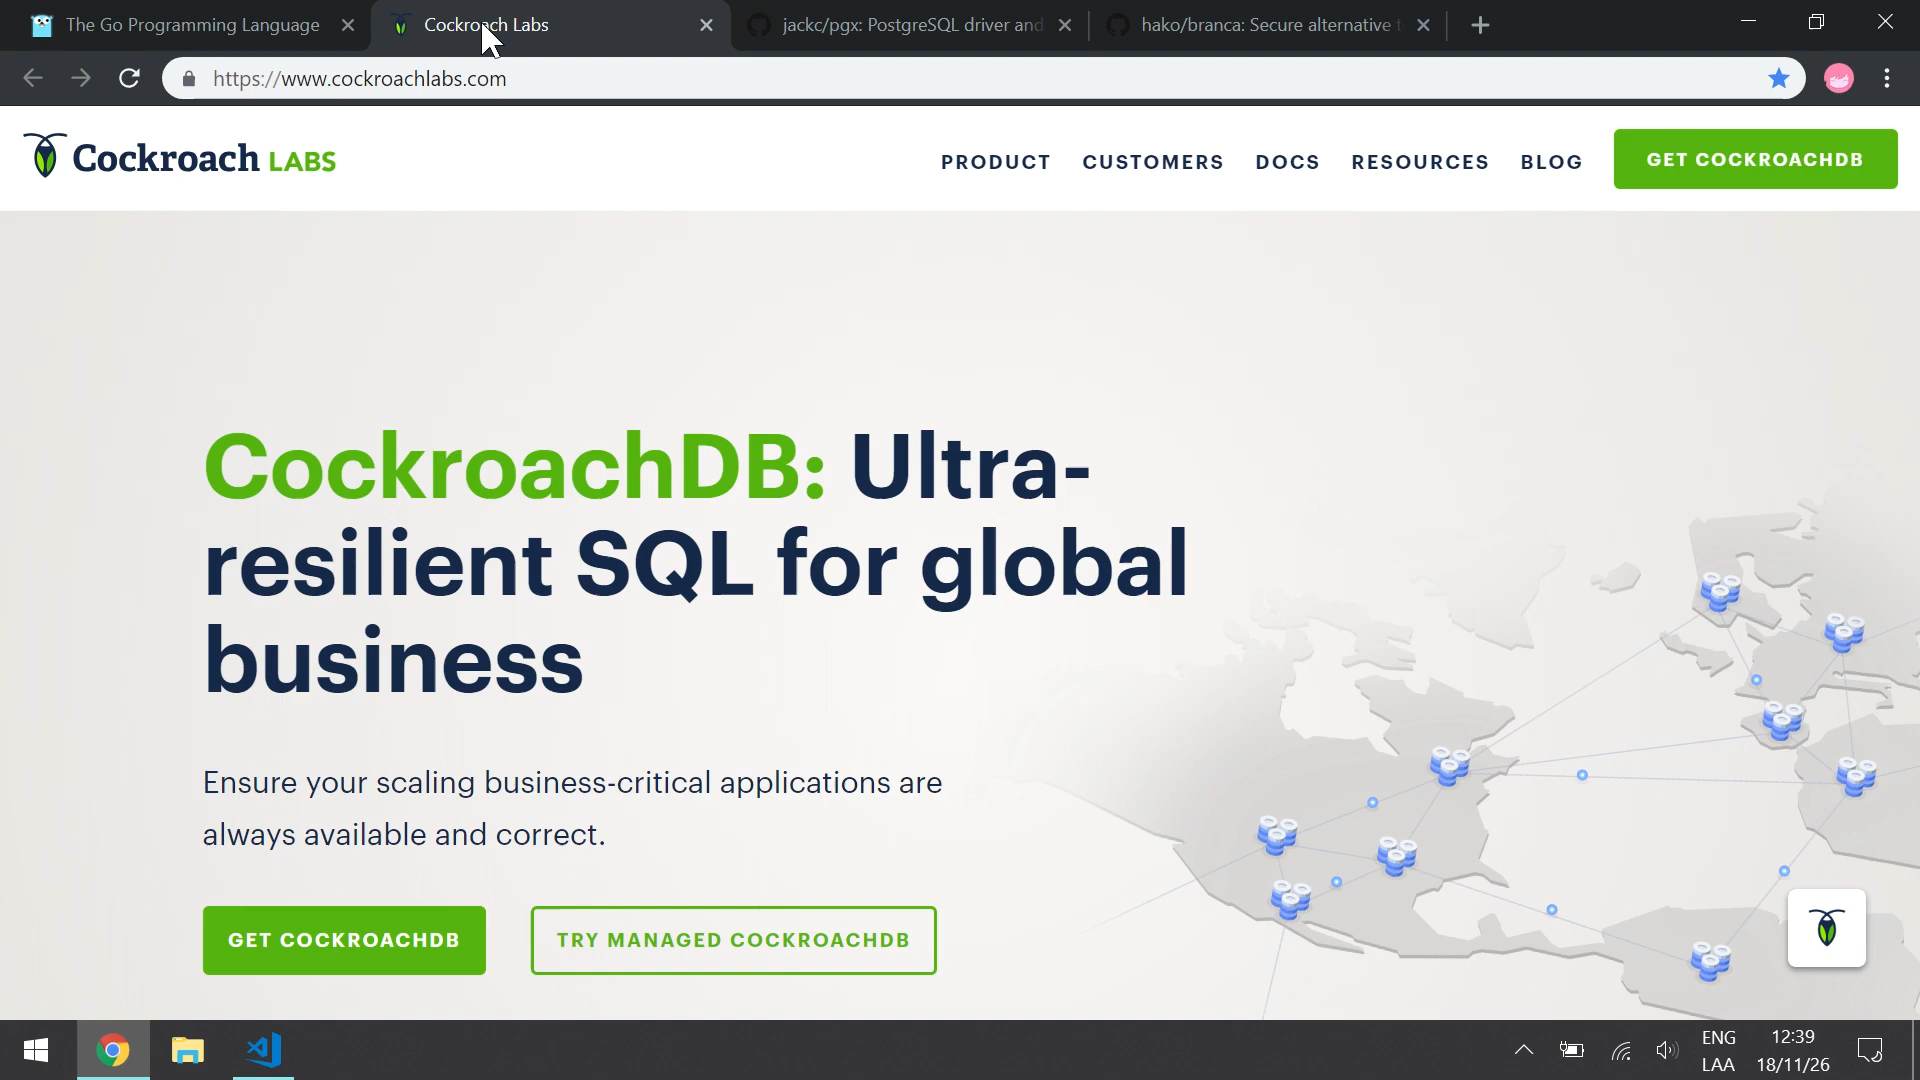 The Go Programming Language
Cockroach Labs
jackc/pgx: PostgreSQL driver and
hako/branca: Secure alternative t
https://www.cockroachlabs.com
Cockroach LABS
PRODUCT
CUSTOMERS
DOCS
RESOURCES
BLOG
GET COCKROACHDB
CockroachDB: Ultra-
resilient SQL for global
business
Ensure your scaling business-critical applications are
always available and correct.
GET COCKROACHDB
TRY MANAGED COCKROACHDB
ENG
LAA
12:39
18/11/26